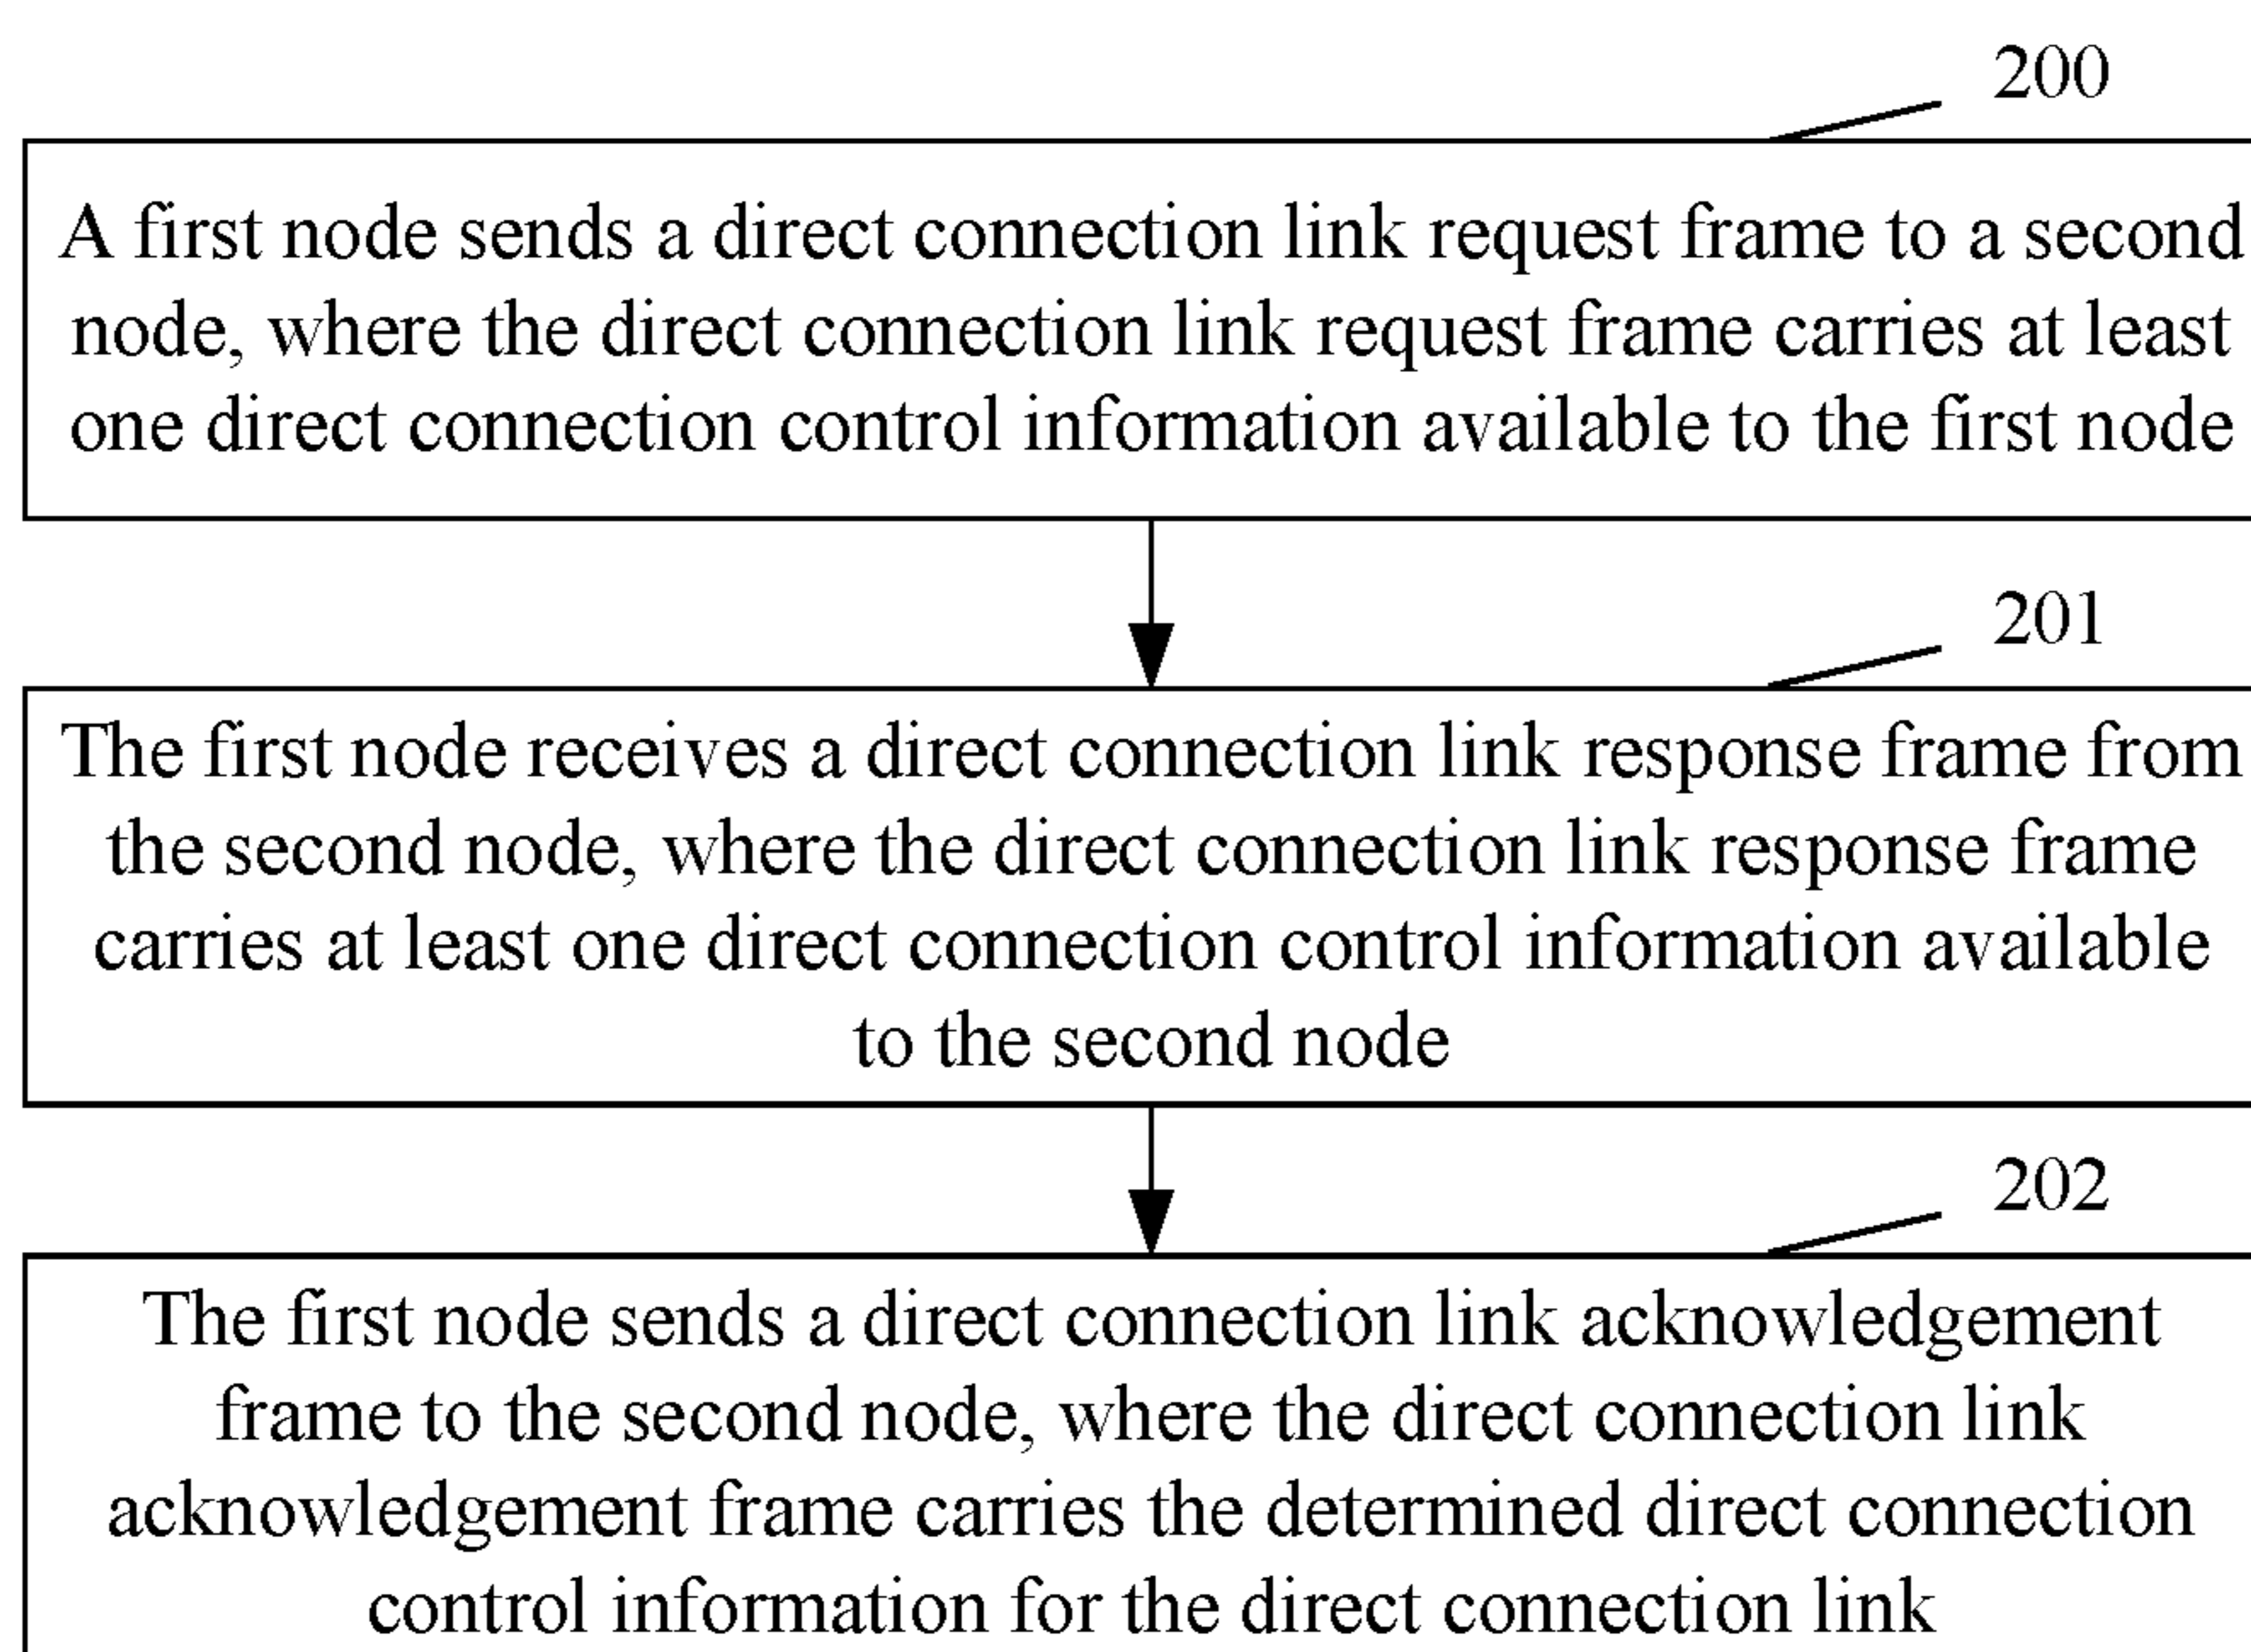 200
A first node sends a direct connection link request frame to a second
node, where the direct connection link request frame carries at least
one direct connection control information available to the first node
201
The first node receives a direct connection link response frame from
the second node, where the direct connection link response frame
carries at least one direct connection control information available
to the second node
202
The first node sends a direct connection link acknowledgement
frame to the second node, where the direct connection link
acknowledgement frame carries the determined direct connection
control information for the direct connection link